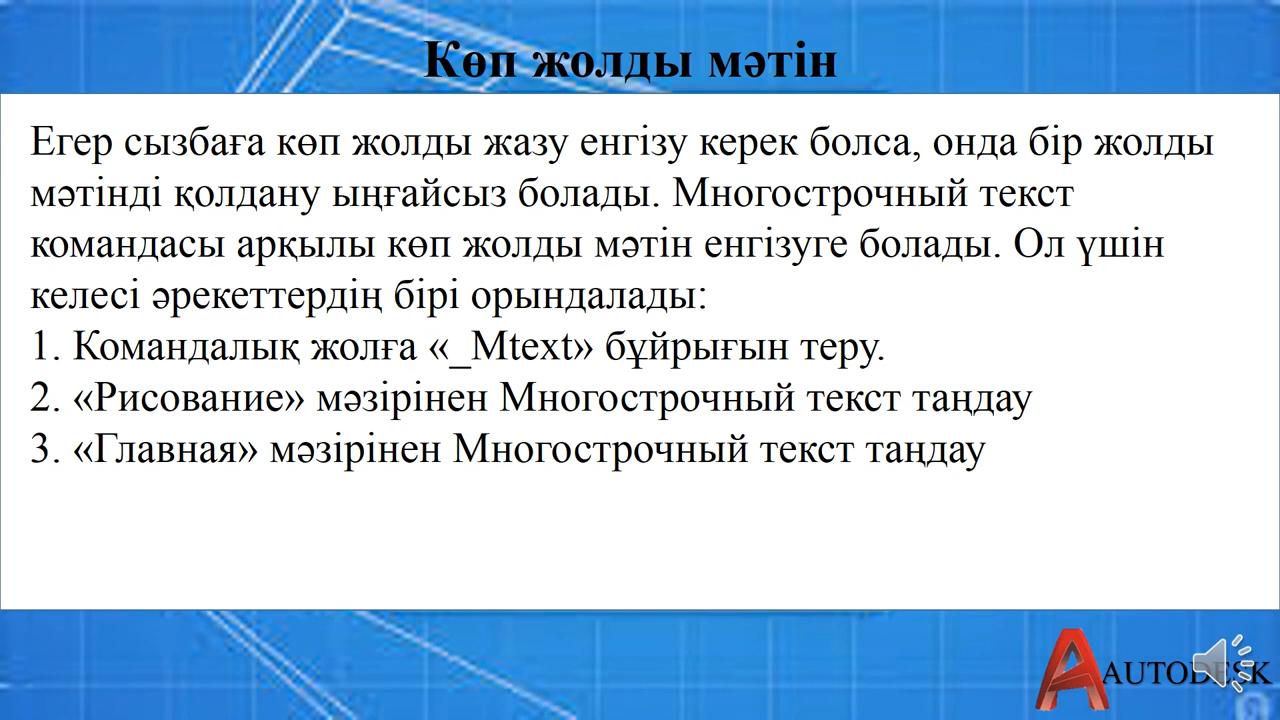 Көп жолды мәтін
Егер сызбаға көп жолды жазу енгізу керек болса, онда бір жолды
мәтінді қолдану ыңғайсыз болады. Многострочный текст
командасы арқылы көп жолды мәтін енгізуге болады. Ол үшін
келесі әрекеттердің бірі орындалады:
1. Командалық жолға «_Mtext» бұйрығын теру.
2. «Рисование» мәзірінен Многострочный текст таңдау
3. «Главная» мәзірінен Многострочный текст таңдау
AUTODESK